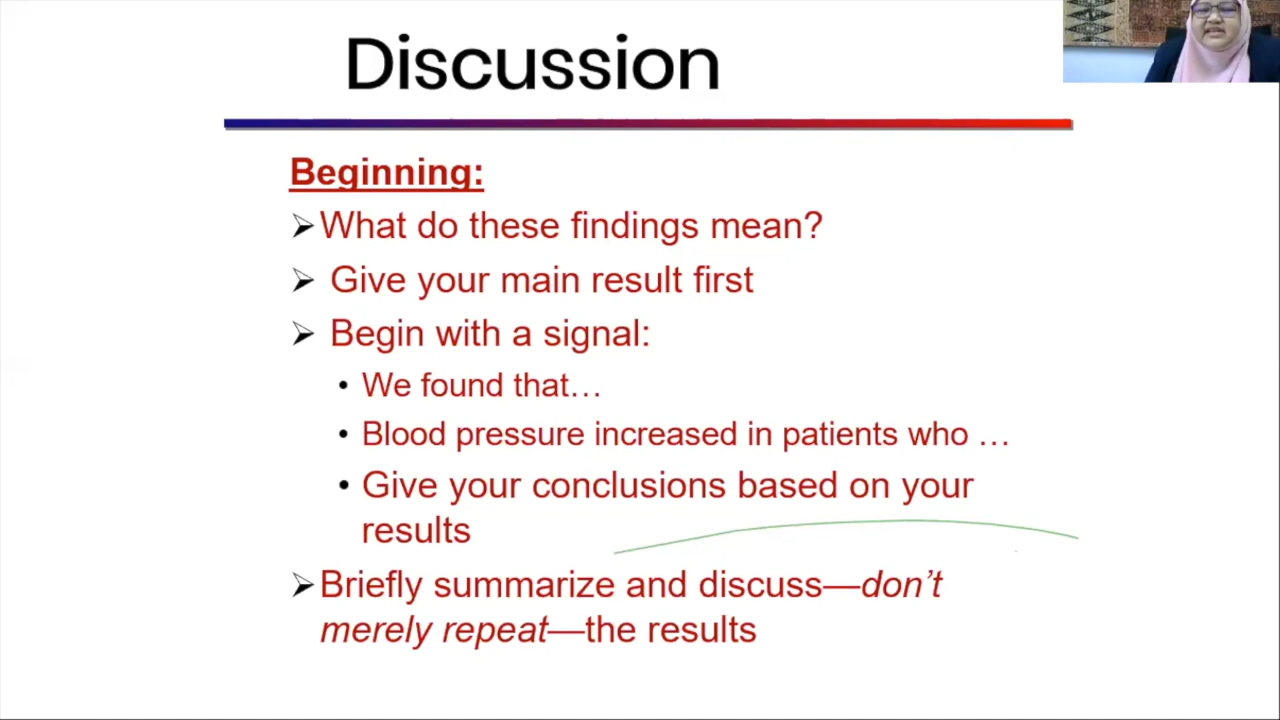 Discussion
Beginning:
➢What do these findings mean?
➢ Give your main result first
➢ Begin with a signal:
• We found that…
• Blood pressure increased in patients who …
• Give your conclusions based on your
results
➢Briefly summarize and discuss—don’t
merely repeat—the results